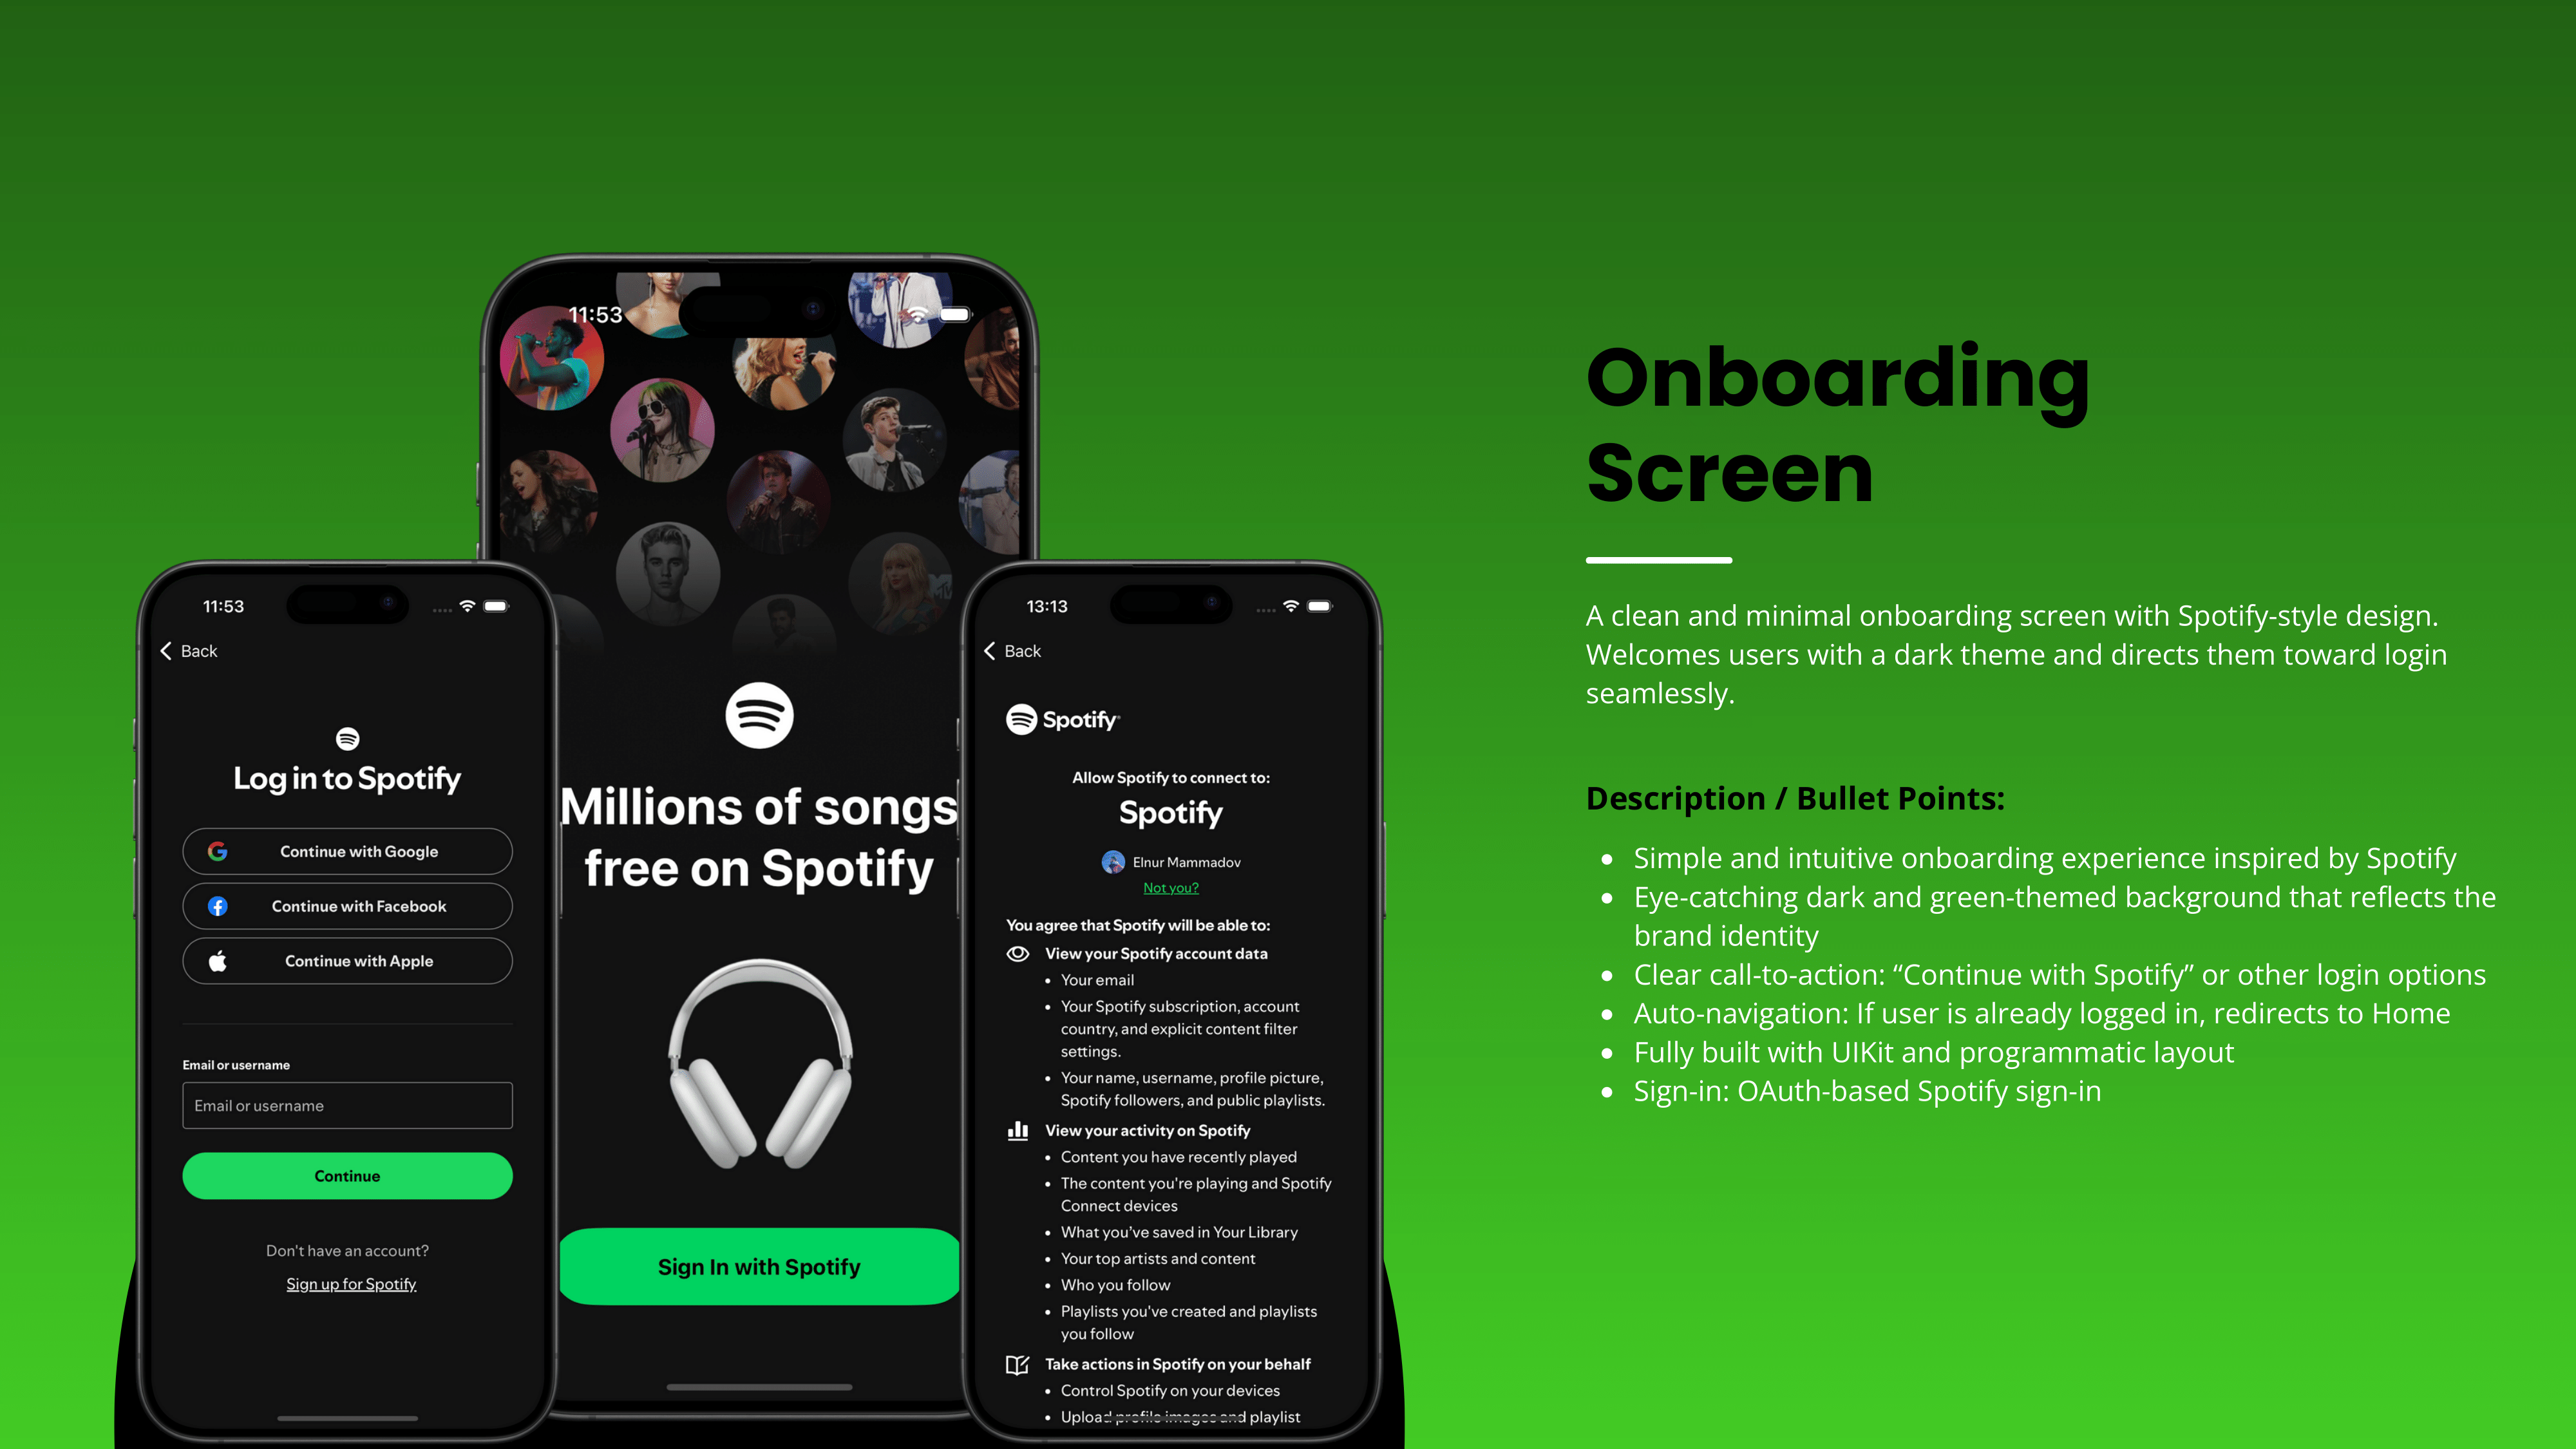 11:53
Millions of songs
free on Spotify
Sign In with Spotify
11:53
Back
Log in to Spotify
Continue with Google
Continue with Facebook
Continue with Apple
Email or username
Email or username
Continue
Don't have an account?
Sign up for Spotify
13:13
Back
Spotify
Allow Spotify to connect to:
Spotify
Elnur Mammadov
Not you?
You agree that Spotify will be able to:
View your Spotify account data
• Your email
• Your Spotify subscription, account
country, and explicit content filter
settings.
• Your name, username, profile picture,
Spotify followers, and public playlists.
View your activity on Spotify
• Content you have recently played
• The content you're playing and Spotify
Connect devices
• What you've saved in Your Library
• Your top artists and content
• Who you follow
• Playlists you've created and playlists
you follow
Take actions in Spotify on your behalf
• Control Spotify on your devices
• Upload profile images and playlist
Onboarding
Screen
A clean and minimal onboarding screen with Spotify-style design.
Welcomes users with a dark theme and directs them toward login
seamlessly.
Description / Bullet Points:
• Simple and intuitive onboarding experience inspired by Spotify
• Eye-catching dark and green-themed background that reflects the
brand identity
• Clear call-to-action: “Continue with Spotify” or other login options
• Auto-navigation: If user is already logged in, redirects to Home
• Fully built with UIKit and programmatic layout
• Sign-in: OAuth-based Spotify sign-in